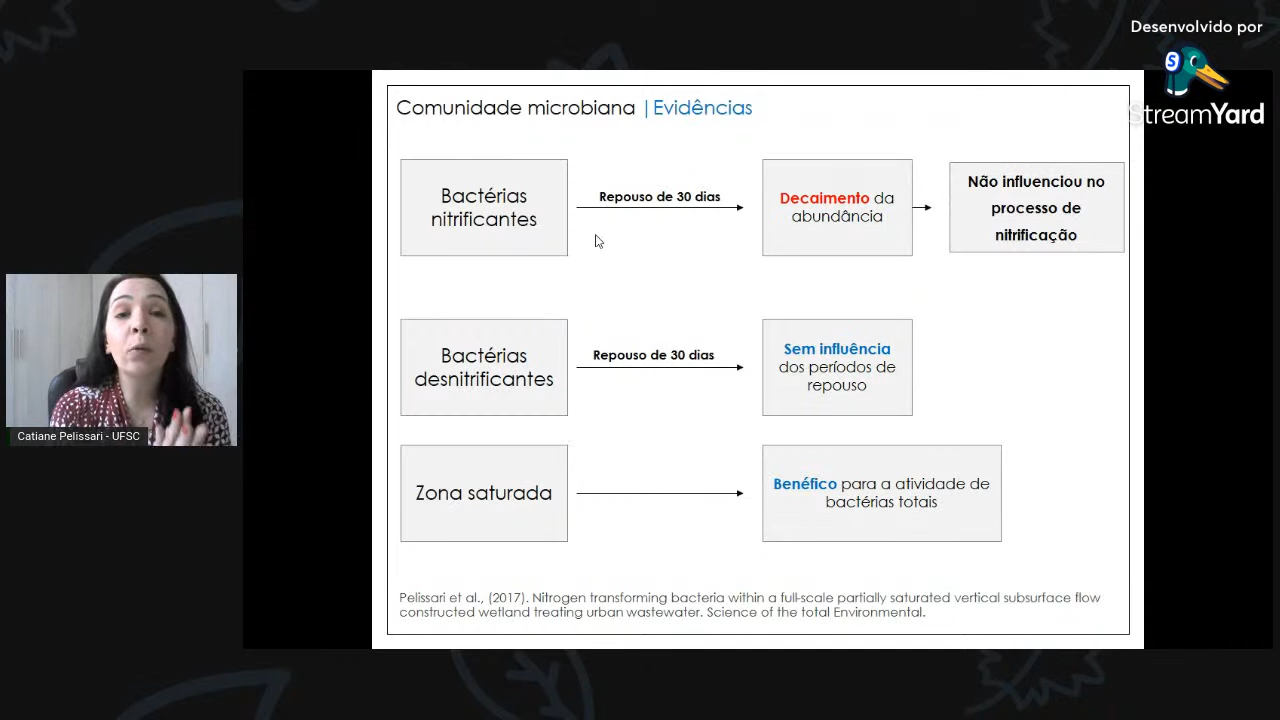 Desenvolvido por
StreamYard
Comunidade microbiana | Evidências
Bactérias
nitrificantes
Repouso de 30 dias
Decaimento da
abundância
Não influenciou no
processo de
nitrificação
Bactérias
desnitrificantes
Repouso de 30 dias
Sem influência
dos períodos de
repouso
Zona saturada
Benéfico para a atividade de
bactérias totais
Pelissari et al., (2017). Nitrogen transforming bacteria within a full-scale partially saturated vertical subsurface flow
constructed wetland treating urban wastewater. Science of the total Environmental.
Catiane Pelissari - UFSC